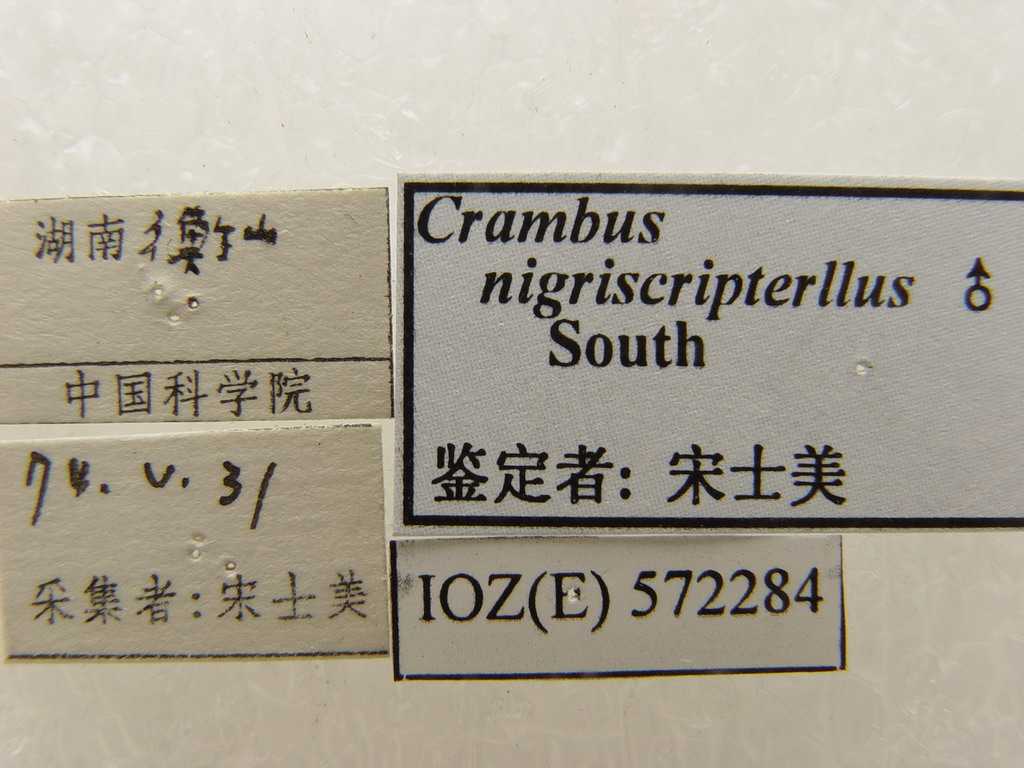 湖南衡山
中国科学院
74. V. 31
采集者：宋士美
Crambus
nigriscripterllus ♂
South
鉴定者：宋士美
IOZ(E) 572284